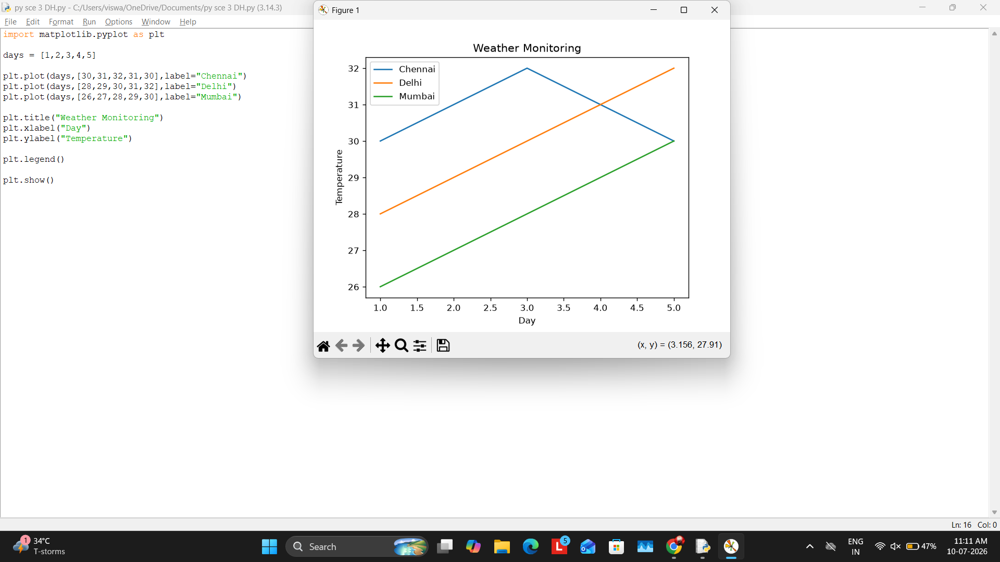 py sce 3 DH.py - C:/Users/viswa/OneDrive/Documents/py sce 3 DH.py (3.14.3)
File Edit Format Run Options Window Help
import matplotlib.pyplot as plt
days = [1,2,3,4,5]
plt.plot(days,[30,31,32,31,30],label="Chennai")
plt.plot(days,[28,29,30,31,32],label="Delhi")
plt.plot(days,[26,27,28,29,30],label="Mumbai")
plt.title("Weather Monitoring")
plt.xlabel("Day")
plt.ylabel("Temperature")
plt.legend()
plt.show()
Figure 1
Weather Monitoring
Chennai
Delhi
Mumbai
32
31
30
29
28
27
26
Temperature
1.0 1.5 2.0 2.5 3.0 3.5 4.0 4.5 5.0
Day
(x, y) = (3.156, 27.91)
Ln: 16 Col: 0
1
34°C
T-storms
Search
L
5
ENG
IN
47%
11:11 AM
10-07-2026